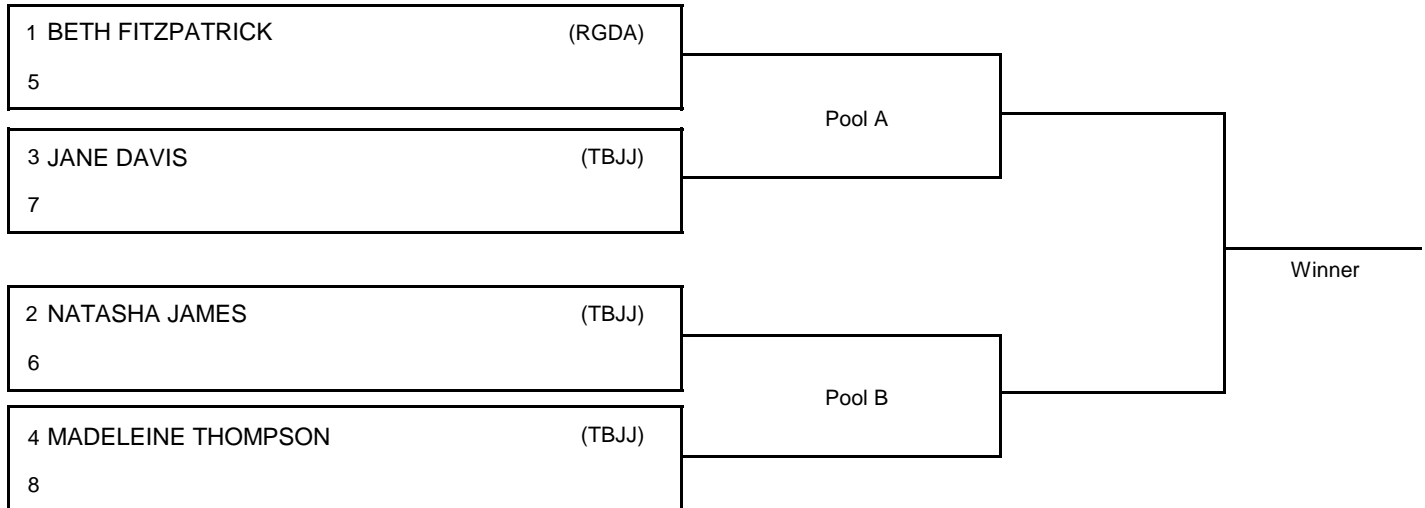 1 BETH FITZPATRICK (RGDA)
5
Pool A
3 JANE DAVIS (TBJJ)
7
Winner
2 NATASHA JAMES (TBJJ)
6
Pool B
4 MADELEINE THOMPSON (TBJJ)
8